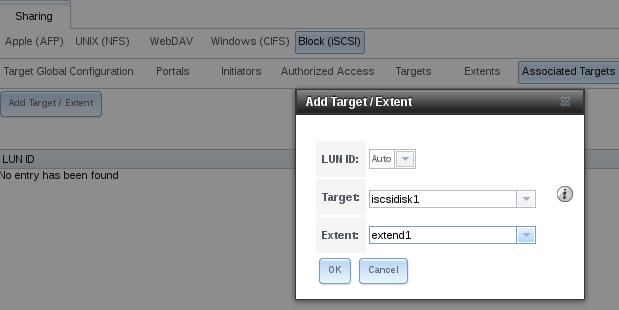 Sharing
Apple (AFP) UNIX (NFS) WebDAV Windows (CIFS) Block (iSCSI)
Target Global Configuration Portals Initiators Authorized Access Targets Extents Associated Targets
Add Target / Extent
Add Target / Extent
LUN ID
No entry has been found
LUN ID: Auto
Target: iscsidisk1
Extent: extend1
OK Cancel